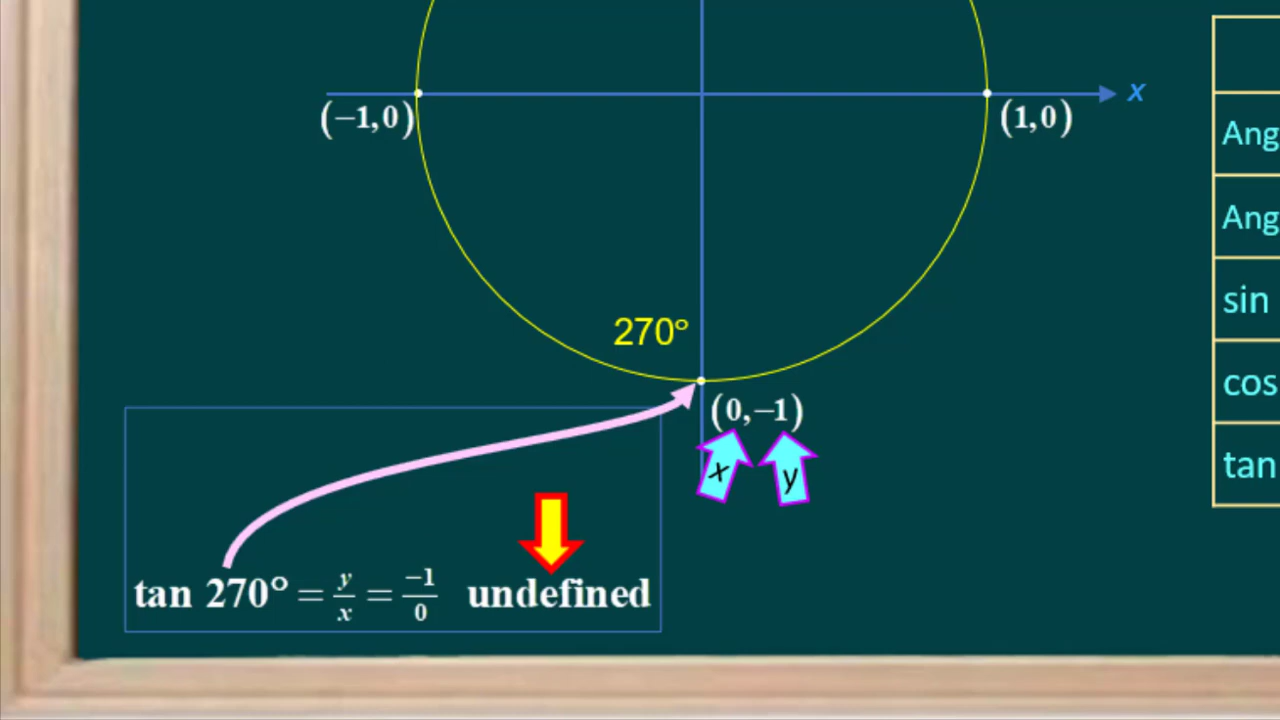 x
(−1,0)
(1,0)
270°
(0,−1)
x y
tan 270° = y/x = −1/0 undefined
Ang
Ang
sin
cos
tan